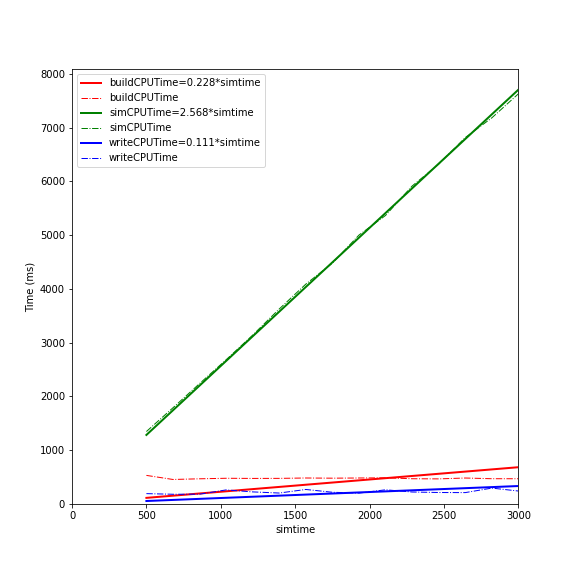 8000
7000
6000
5000
4000
3000
2000
1000
0
Time (ms)
buildCPUTime=0.228*simtime
buildCPUTime
simCPUTime=2.568*simtime
simCPUTime
writeCPUTime=0.111*simtime
writeCPUTime
0 500 1000 1500 2000 2500 3000
simtime